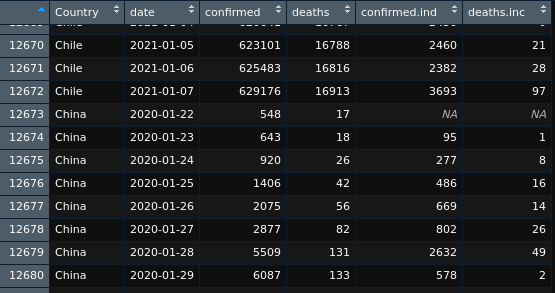 Country date confirmed deaths confirmed.ind deaths.inc
12670 Chile 2021-01-05 623101 16788 2460 21
12671 Chile 2021-01-06 625483 16816 2382 28
12672 Chile 2021-01-07 629176 16913 3693 97
12673 China 2020-01-22 548 17 NA NA
12674 China 2020-01-23 643 18 95 1
12675 China 2020-01-24 920 26 277 8
12676 China 2020-01-25 1406 42 486 16
12677 China 2020-01-26 2075 56 669 14
12678 China 2020-01-27 2877 82 802 26
12679 China 2020-01-28 5509 131 2632 49
12680 China 2020-01-29 6087 133 578 2